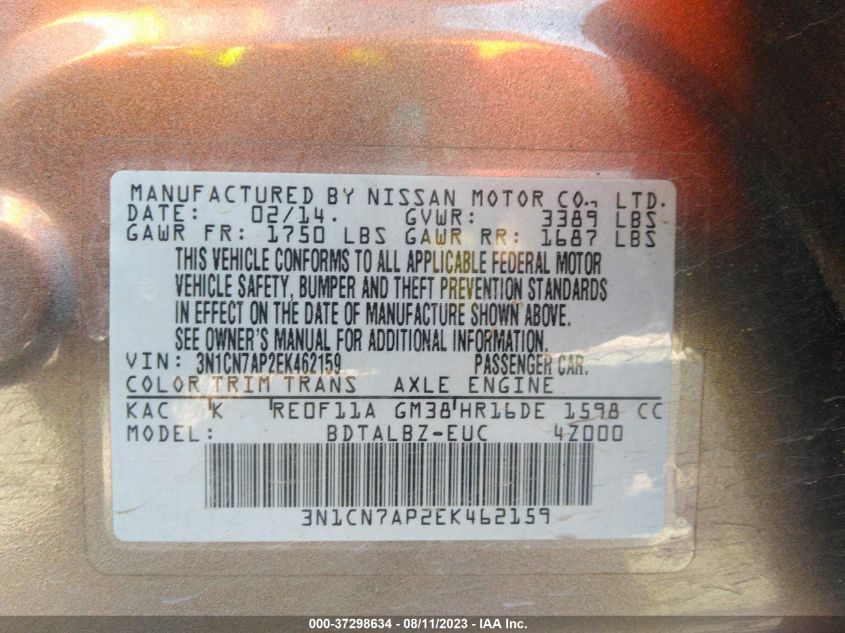 MANUFACTURED BY NISSAN MOTOR CO., LTD.
DATE: 02/14. GVWR: 3389 LBS
GAWR FR: 1750 LBS GAWR RR: 1687 LBS
THIS VEHICLE CONFORMS TO ALL APPLICABLE FEDERAL MOTOR
VEHICLE SAFETY, BUMPER AND THEFT PREVENTION STANDARDS
IN EFFECT ON THE DATE OF MANUFACTURE SHOWN ABOVE.
SEE OWNER'S MANUAL FOR ADDITIONAL INFORMATION.
VIN: 3N1CN7AP2EK462159 PASSENGER CAR.
COLOR TRIM TRANS AXLE ENGINE
KAC K RE0F11A GM38 HR16DE 1598 CC
MODEL: BDTALBZ-EUC 4Z000
3N1CN7AP2EK462159
000-37298634 - 08/11/2023 - IAA Inc.